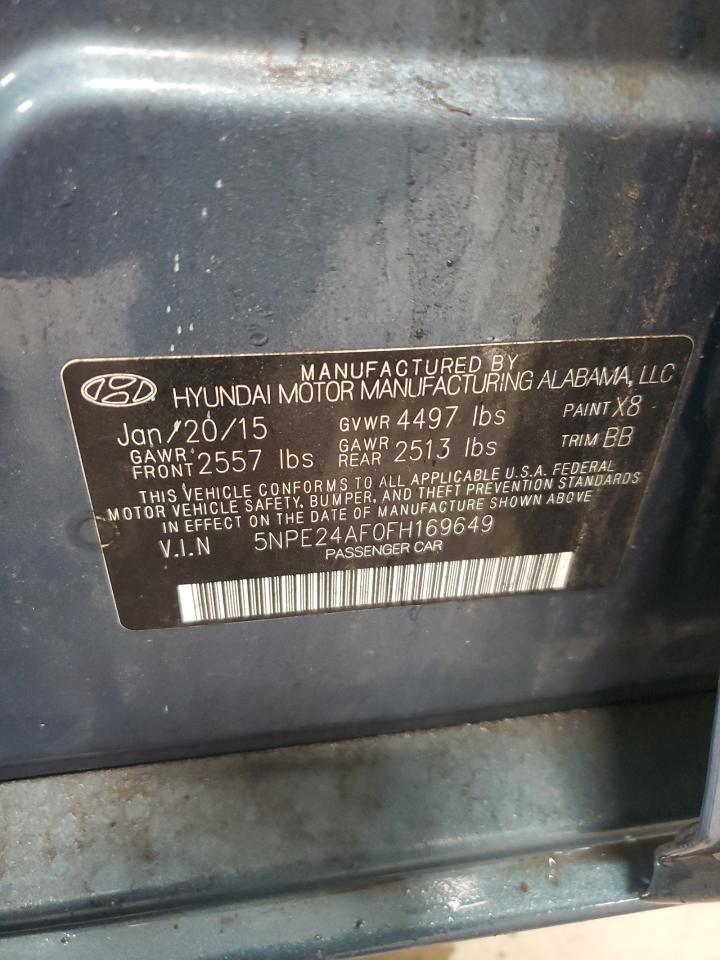 MANUFACTURED BY
HYUNDAI MOTOR MANUFACTURING ALABAMA, LLC
Jan/20/15 GVWR 4497 lbs PAINT X8
GAWR FRONT 2557 lbs GAWR REAR 2513 lbs TRIM BB
THIS VEHICLE CONFORMS TO ALL APPLICABLE U.S.A. FEDERAL
MOTOR VEHICLE SAFETY, BUMPER, AND THEFT PREVENTION STANDARDS
IN EFFECT ON THE DATE OF MANUFACTURE SHOWN ABOVE
V.I.N 5NPE24AF0FH169649
PASSENGER CAR